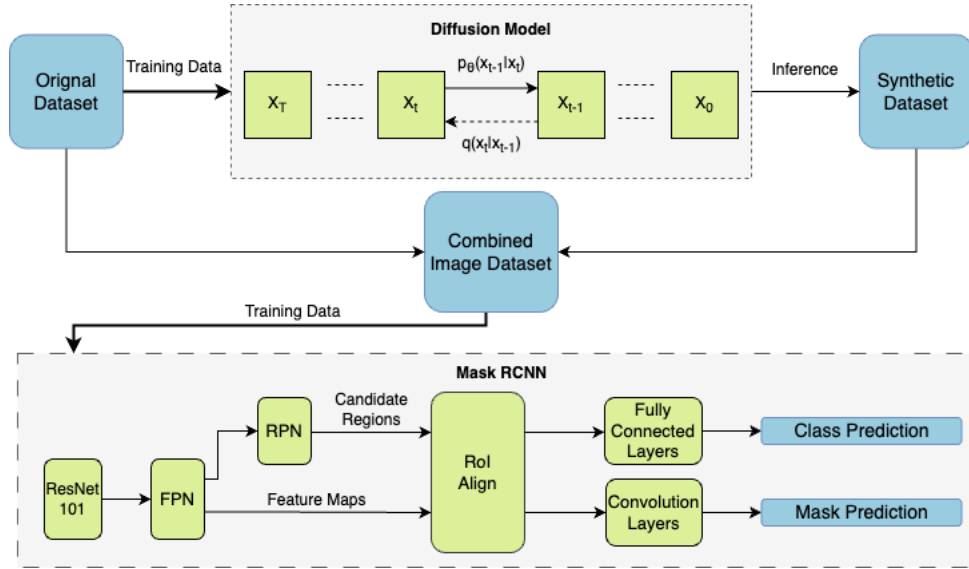 Diffusion Model
Orignal
Dataset
Training Data
X_T
X_t
p_θ(x_{t-1}|x_t)
q(x_t|x_{t-1})
X_{t-1}
X_0
Inference
Synthetic
Dataset
Combined
Image Dataset
Training Data
Mask RCNN
ResNet
101
FPN
RPN
Candidate
Regions
Feature Maps
RoI
Align
Fully
Connected
Layers
Class Prediction
Convolution
Layers
Mask Prediction